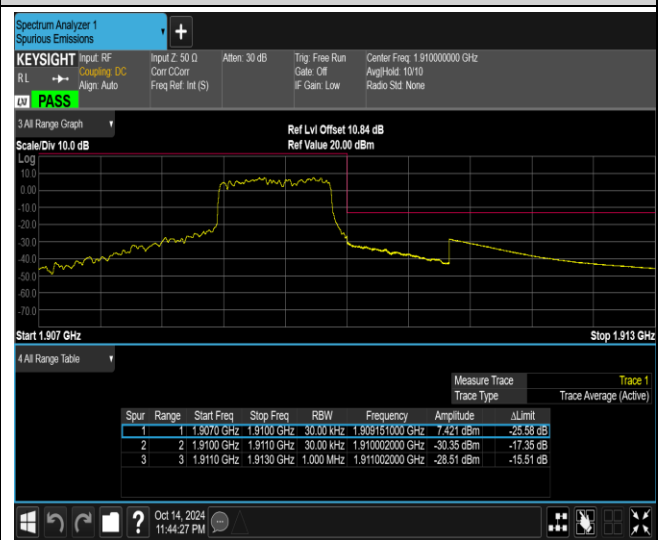 Spectrum Analyzer 1
Spurious Emissions
+
KEYSIGHT Input: RF Input Z: 50 Ω Atten: 30 dB Trig: Free Run Center Freq: 1.910000000 GHz
RL Coupling: DC Corr CCorr Gate: Off Avg|Hold: 10/10
Align: Auto Freq Ref: Int (S) IF Gain: Low Radio Std: None
LXI PASS
3 All Range Graph
Ref Lvl Offset 10.84 dB
Scale/Div 10.0 dB Ref Value 20.00 dBm
Log
10.0
0.00
-10.0
-20.0
-30.0
-40.0
-50.0
-60.0
-70.0
Start 1.907 GHz Stop 1.913 GHz
4 All Range Table
Measure Trace Trace 1
Trace Type Trace Average (Active)
Spur Range Start Freq Stop Freq RBW Frequency Amplitude ΔLimit
1 1 1.9070 GHz 1.9100 GHz 30.00 kHz 1.909151000 GHz 7.421 dBm -25.58 dB
2 2 1.9100 GHz 1.9110 GHz 30.00 kHz 1.910002000 GHz -30.35 dBm -17.35 dB
3 3 1.9110 GHz 1.9130 GHz 1.000 MHz 1.911002000 GHz -28.51 dBm -15.51 dB
? Oct 14, 2024
11:44:27 PM